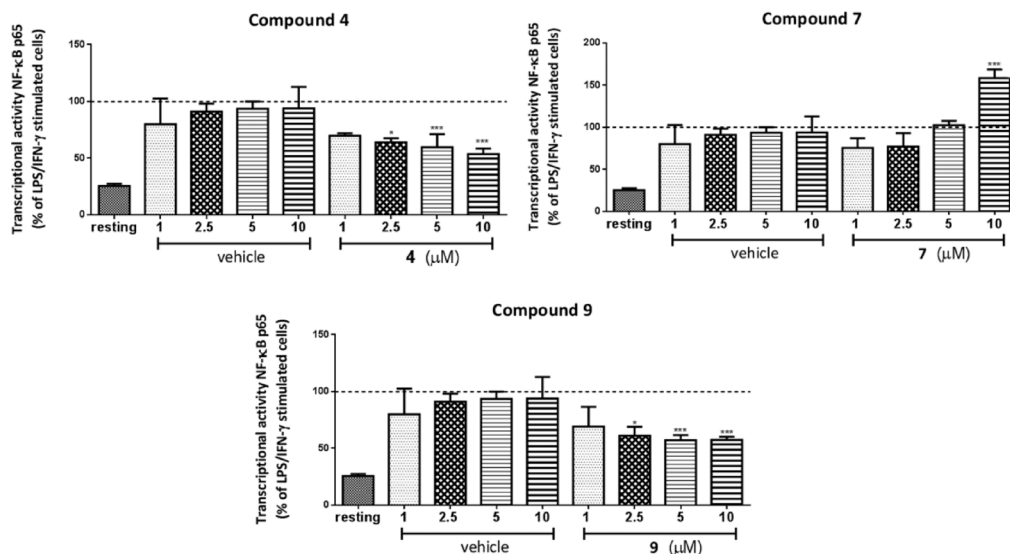 Compound 4
Transcriptional activity NF-κB p65
(% of LPS/IFN-γ stimulated cells)
150
100
50
0
*
***
***
resting
1
2.5
5
10
1
2.5
5
10
vehicle
4 (μM)
Compound 7
Transcriptional activity NF-κB p65
(% of LPS/IFN-γ stimulated cells)
200
150
100
50
0
***
resting
1
2.5
5
10
1
2.5
5
10
vehicle
7 (μM)
Compound 9
Transcriptional activity NF-κB p65
(% of LPS/IFN-γ stimulated cells)
150
100
50
0
*
***
***
resting
1
2.5
5
10
1
2.5
5
10
vehicle
9 (μM)